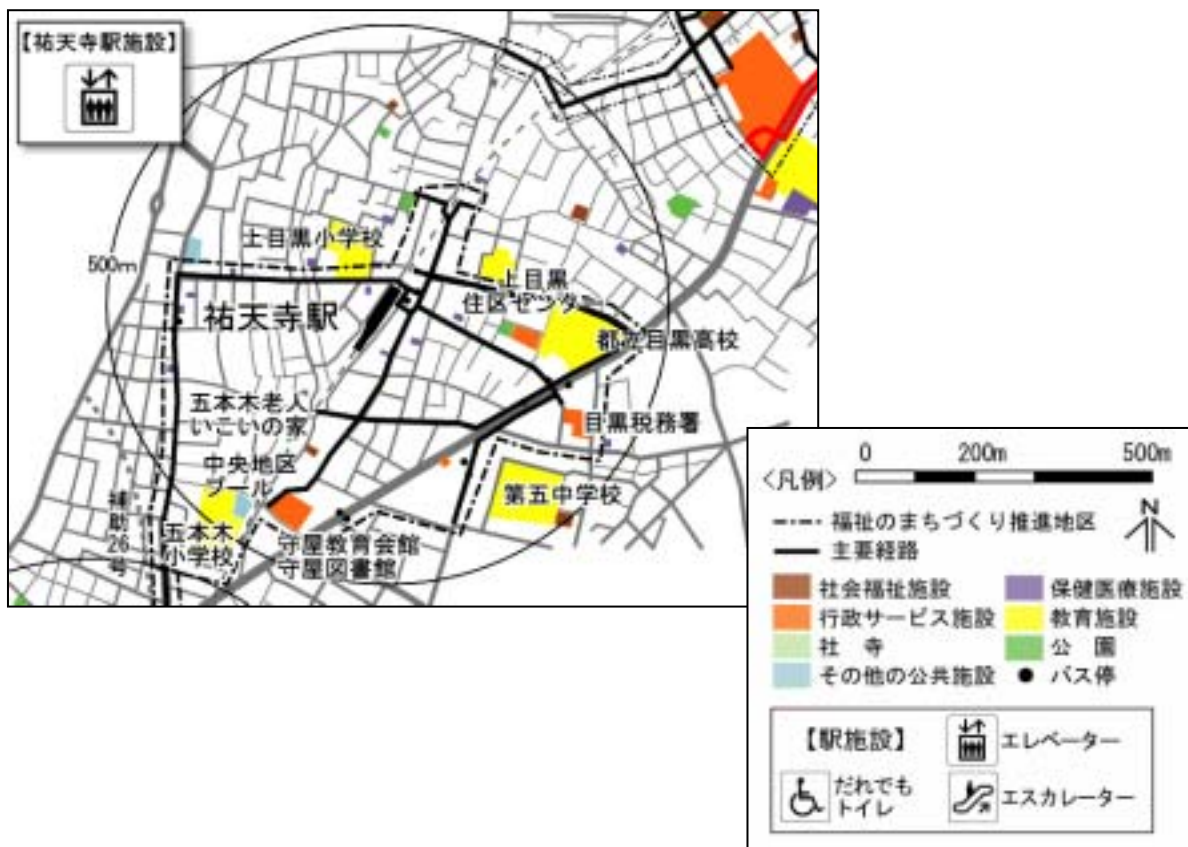 【祐天寺駅施設】
500m
上目黒小学校
祐天寺駅
上目黒
住区センター
都立目黒高校
五本木老人
いこいの家
目黒税務署
中央地区
プール
第五中学校
補助26号
五本木
小学校
守屋教育会館
守屋図書館
0 200m 500m
<凡例>
N
福祉のまちづくり推進地区
主要経路
社会福祉施設 保健医療施設
行政サービス施設 教育施設
社 寺 公 園
その他の公共施設 バス停
【駅施設】 エレベーター
だれでも
トイレ
エスカレーター